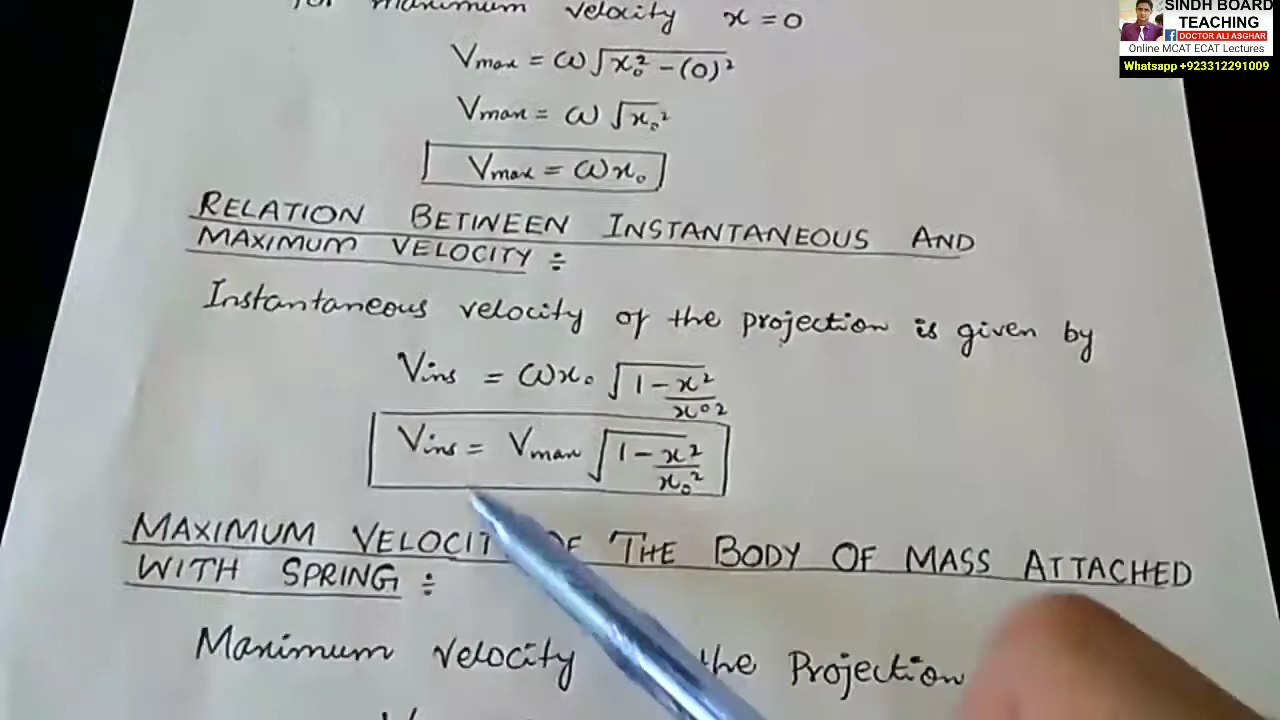 for maximum velocity x = 0
Vmax = ω√x₀² – (0)²
Vmax = ω √x₀²
Vmax = ωx₀
RELATION BETWEEN INSTANTANEOUS AND
MAXIMUM VELOCITY ÷
Instantaneous velocity of the projection is given by
Vins = ωx₀ √1 – x²/x₀2
Vins = Vmax √1 – x²/x₀²
MAXIMUM VELOCIT OF THE BODY OF MASS ATTACHED
WITH SPRING ÷
Maximum velocity the Projection
SINDH BOARD
TEACHING
f DOCTOR ALI ASGHAR
Online MCAT ECAT Lectures
Whatsapp +923312291009